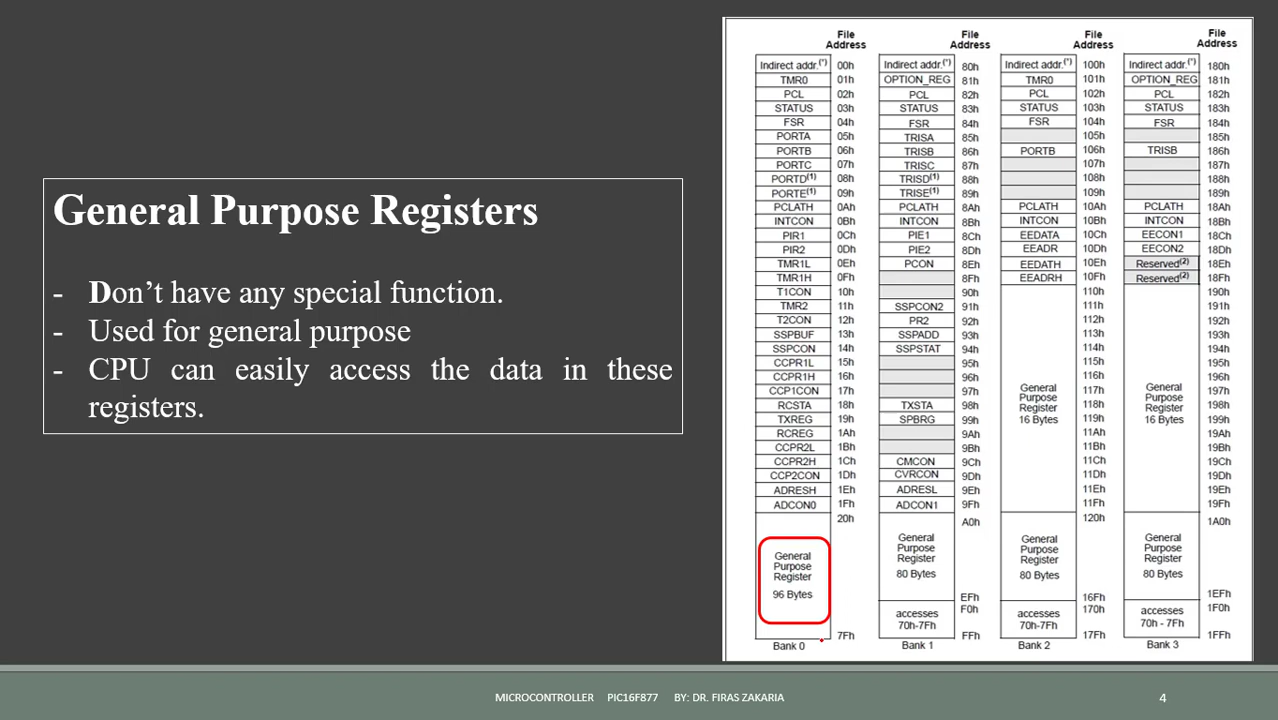 General Purpose Registers
- Don’t have any special function.
- Used for general purpose
- CPU can easily access the data in these
registers.
File
Address
File
Address
File
Address
File
Address
Indirect addr.(*) 00h Indirect addr.(*) 80h Indirect addr.(*) 100h Indirect addr.(*) 180h
TMR0 01h OPTION_REG 81h TMR0 101h OPTION_REG 181h
PCL 02h PCL 82h PCL 102h PCL 182h
STATUS 03h STATUS 83h STATUS 103h STATUS 183h
FSR 04h FSR 84h FSR 104h FSR 184h
PORTA 05h TRISA 85h 105h 185h
PORTB 06h TRISB 86h PORTB 106h TRISB 186h
PORTC 07h TRISC 87h 107h 187h
PORTD(1) 08h TRISD(1) 88h 108h 188h
PORTE(1) 09h TRISE(1) 89h 109h 189h
PCLATH 0Ah PCLATH 8Ah PCLATH 10Ah PCLATH 18Ah
INTCON 0Bh INTCON 8Bh INTCON 10Bh INTCON 18Bh
PIR1 0Ch PIE1 8Ch EEDATA 10Ch EECON1 18Ch
PIR2 0Dh PIE2 8Dh EEADR 10Dh EECON2 18Dh
TMR1L 0Eh PCON 8Eh EEDATH 10Eh Reserved(2) 18Eh
TMR1H 0Fh 8Fh EEADRH 10Fh Reserved(2) 18Fh
T1CON 10h 90h 110h 190h
TMR2 11h SSPCON2 91h 111h 191h
T2CON 12h PR2 92h 112h 192h
SSPBUF 13h SSPADD 93h 113h 193h
SSPCON 14h SSPSTAT 94h 114h 194h
CCPR1L 15h 95h 115h 195h
CCPR1H 16h 96h 116h 196h
CCP1CON 17h 97h 117h 197h
RCSTA 18h TXSTA 98h 118h 198h
TXREG 19h SPBRG 99h 119h 199h
RCREG 1Ah 9Ah 11Ah 19Ah
CCPR2L 1Bh 9Bh 11Bh 19Bh
CCPR2H 1Ch CMCON 9Ch 11Ch 19Ch
CCP2CON 1Dh CVRCON 9Dh 11Dh 19Dh
ADRESH 1Eh ADRESL 9Eh 11Eh 19Eh
ADCON0 1Fh ADCON1 9Fh 11Fh 19Fh
General
Purpose
Register
16 Bytes
General
Purpose
Register
16 Bytes
20h A0h 120h 1A0h
General
Purpose
Register
96 Bytes
General
Purpose
Register
80 Bytes
General
Purpose
Register
80 Bytes
General
Purpose
Register
80 Bytes
EFh 16Fh 1EFh
F0h 170h 1F0h
accesses
70h-7Fh
accesses
70h-7Fh
accesses
70h - 7Fh
7Fh FFh 17Fh 1FFh
Bank 0 Bank 1 Bank 2 Bank 3
MICROCONTROLLER PIC16F877 BY: DR. FIRAS ZAKARIA
4